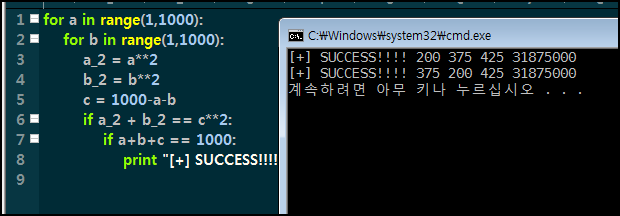 1 for a in range(1,1000):
2 for b in range(1,1000):
3 a_2 = a**2
4 b_2 = b**2
5 c = 1000-a-b
6 if a_2 + b_2 == c**2:
7 if a+b+c == 1000:
8 print "[+] SUCCESS!!!!
9
C:₩Windows₩system32₩cmd.exe
[+] SUCCESS!!!! 200 375 425 31875000
[+] SUCCESS!!!! 375 200 425 31875000
계속하려면 아무 키나 누르십시오 . . .